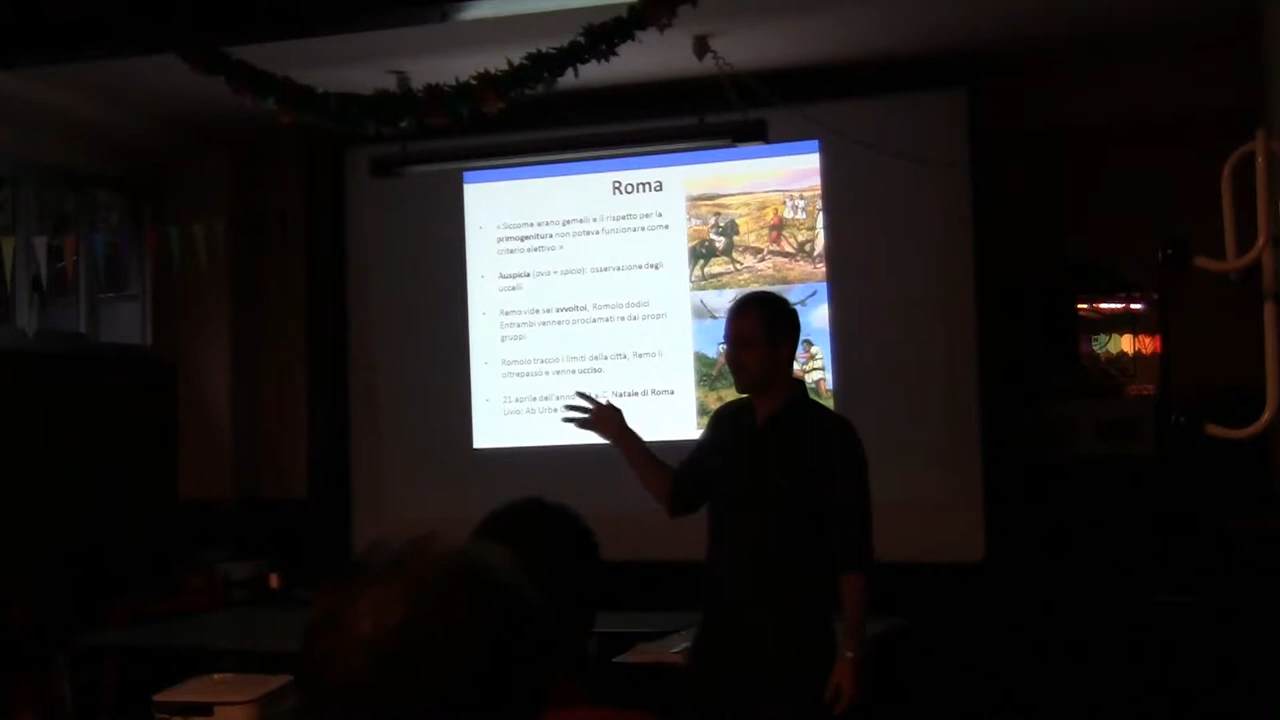 Roma
«Siccome erano gemelli e il rispetto per la
primogenitura non poteva funzionare come
criterio elettivo.»
Auspicia (avis + spicio): osservazione degli
uccelli
Remo vide sei avvoltoi, Romolo dodici
Entrambi vennero proclamati re dai propri
gruppi
Romolo tracciò i limiti della città, Remo li
oltrepassò e venne ucciso.
21 aprile dell'anno a.C. Natale di Roma
Livio: Ab Urbe